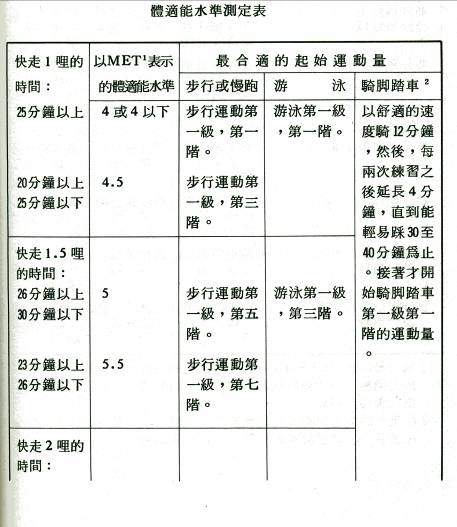 體適能水準測定表
快走1哩的
時間：
以MET¹表示
的體適能水準
最合適的起始運動量
步行或慢跑
游泳
騎脚踏車²
25分鐘以上
4或4以下
步行運動第
一級，第一
階。
游泳第一級
，第一階。
以舒適的速
度騎12分鐘
，然後，每
兩次練習之
後延長4分
鐘，直到能
輕易踩30至
40分鐘爲止
。接著才開
始騎脚踏車
第一級第一
階的運動量
。
20分鐘以上
25分鐘以下
4.5
步行運動第
一級，第三
階。
快走1.5哩
的時間：
26分鐘以上
30分鐘以下
5
步行運動第
一級，第五
階。
游泳第一級
，第三階。
23分鐘以上
26分鐘以下
5.5
步行運動第
一級，第七
階。
快走2哩的
時間：